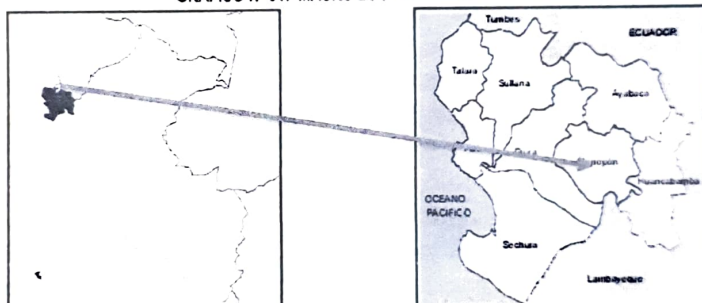 Tumbes
ECUADOR
Talara
Sullana
Ayabaca
Huancabamba
OCEANO
PACIFICO
Sechura
Lambayeque